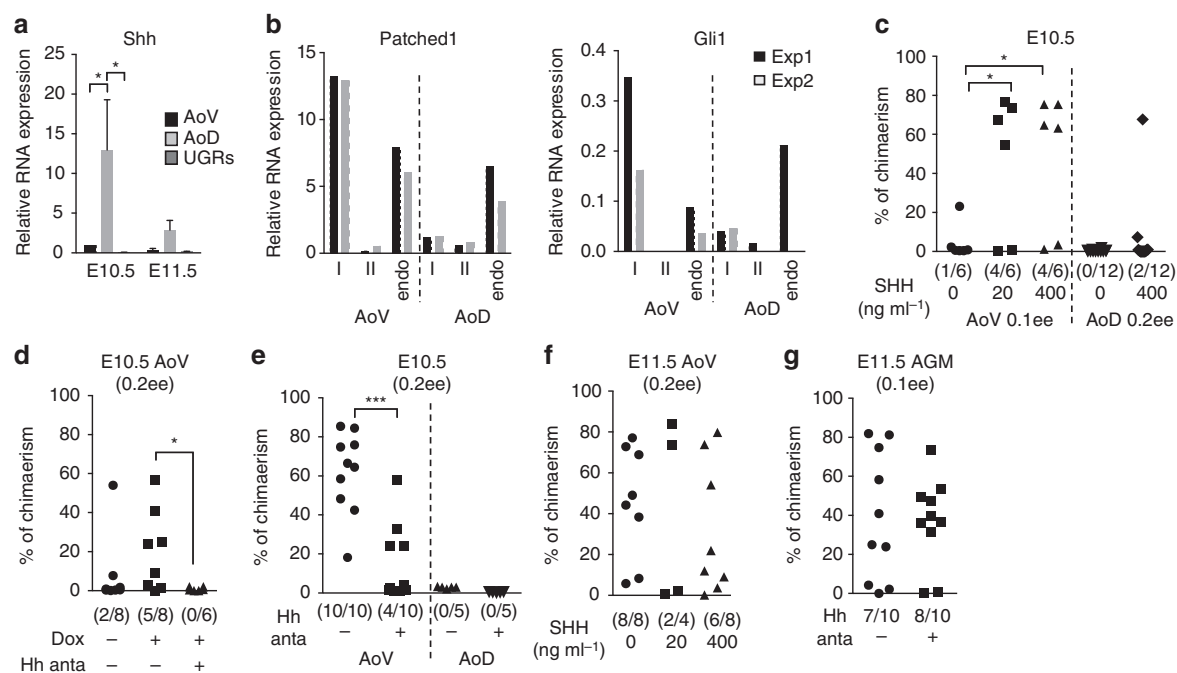 a
Shh
Relative RNA expression
25
20
15
10
5
0
*
*
AoV
AoD
UGRs
E10.5
E11.5
b
Patched1
Relative RNA expression
15
10
5
0
I
II
endo
I
II
endo
AoV
AoD
Gli1
Relative RNA expression
0.4
0.3
0.2
0.1
0.0
Exp1
Exp2
I
II
endo
I
II
endo
AoV
AoD
c
E10.5
% of chimaerism
100
80
60
40
20
0
*
*
(1/6) (4/6) (4/6) (0/12) (2/12)
SHH
(ng ml⁻¹)
0 20 400 0 400
AoV 0.1ee AoD 0.2ee
d
E10.5 AoV
(0.2ee)
% of chimaerism
100
80
60
40
20
0
*
(2/8) (5/8) (0/6)
Dox – + +
Hh anta – – +
e
E10.5
(0.2ee)
% of chimaerism
100
80
60
40
20
0
***
(10/10) (4/10) (0/5) (0/5)
Hh
anta – + – +
AoV AoD
f
E11.5 AoV
(0.2ee)
% of chimaerism
100
80
60
40
20
0
(8/8) (2/4) (6/8)
SHH
(ng ml⁻¹)
0 20 400
g
E11.5 AGM
(0.1ee)
% of chimaerism
100
80
60
40
20
0
Hh 7/10 8/10
anta – +